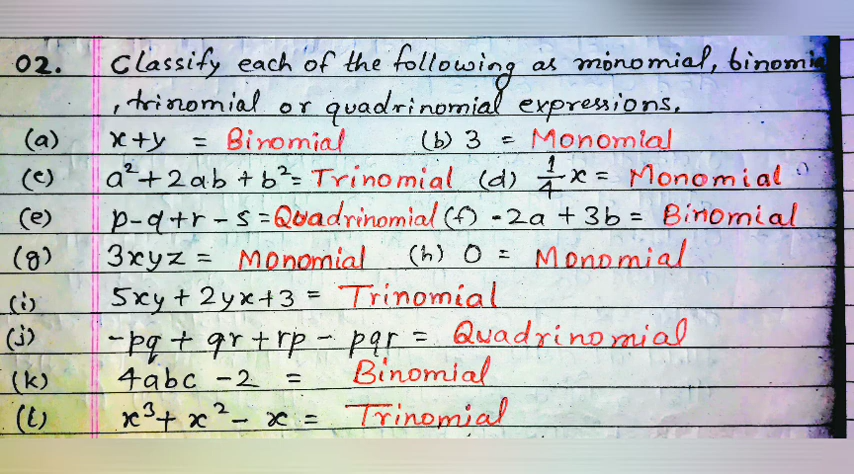 02. Classify each of the following as monomial, binomia
, trinomial or quadrinomial expressions.
(a) x+y = Binomial (b) 3 = Monomial
(c) a²+2ab+b² = Trinomial (d) 1/4 x = Monomial
(e) p-q+r-s = Quadrinomial (f) -2a+3b = Binomial
(g) 3xyz = Monomial (h) 0 = Monomial
(i) 5xy+2yx+3 = Trinomial
(j) -pq+qr+rp-pqr = Quadrinomial
(k) 4abc-2 = Binomial
(l) x³+x²-x = Trinomial